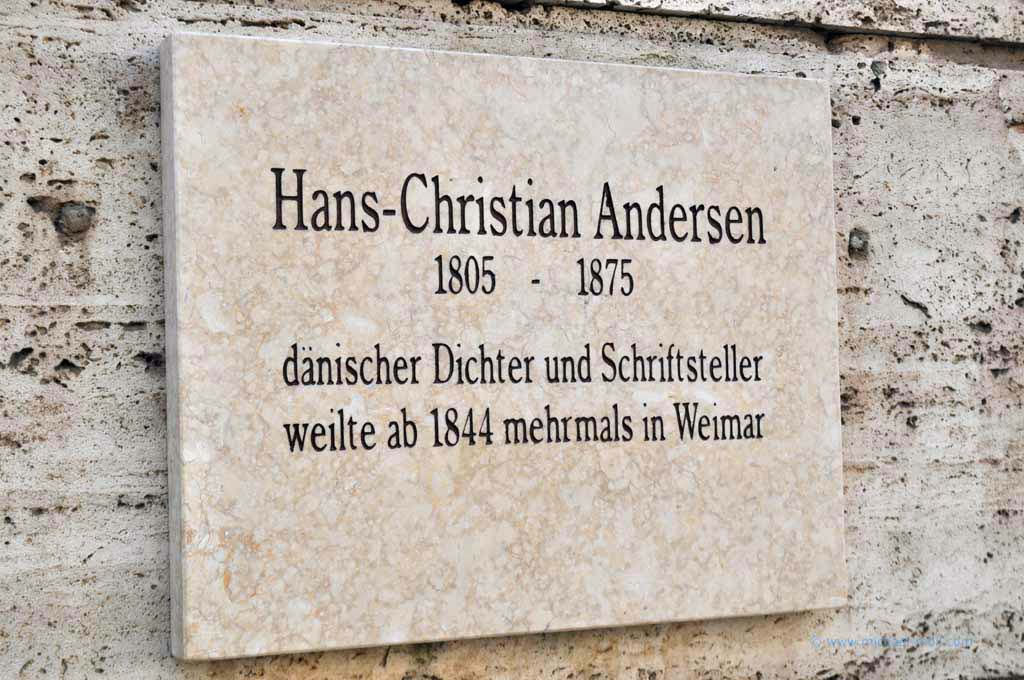 Hans-Christian Andersen
1805 - 1875
dänischer Dichter und Schriftsteller
weilte ab 1844 mehrmals in Weimar